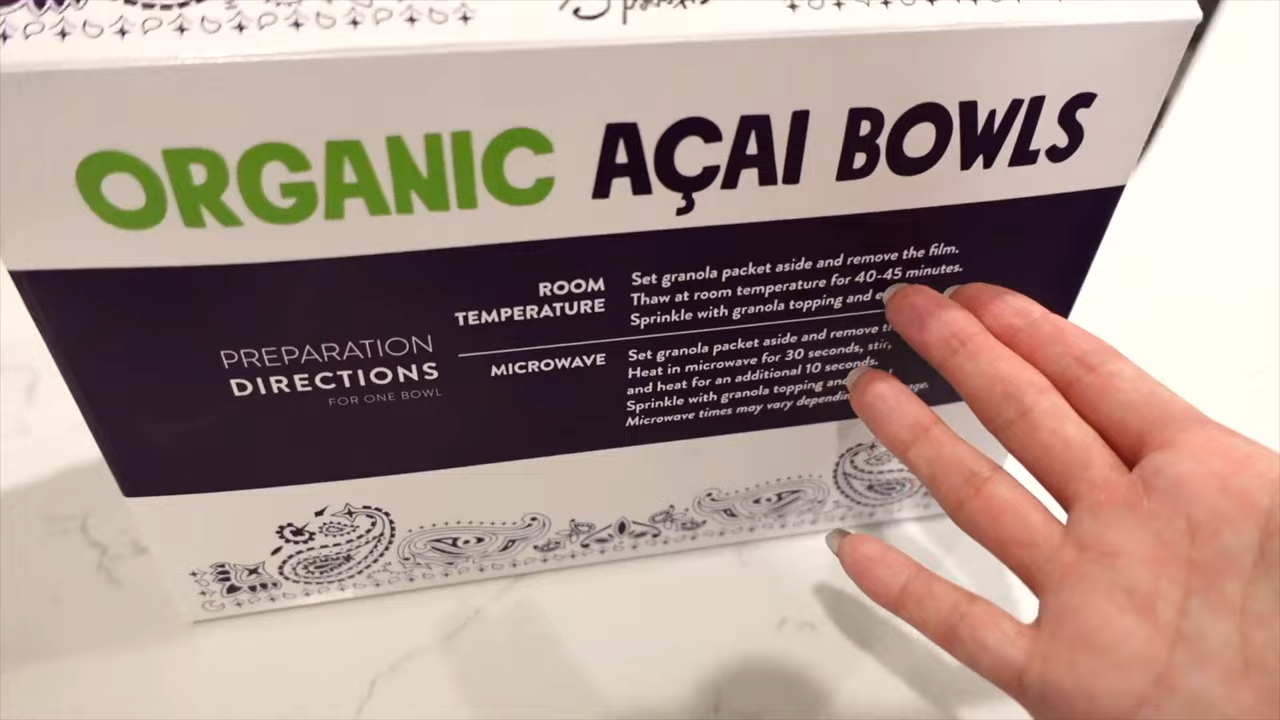 ORGANIC AÇAI BOWLS
PREPARATION
DIRECTIONS
FOR ONE BOWL
ROOM
TEMPERATURE
Set granola packet aside and remove the film.
Thaw at room temperature for 40-45 minutes.
Sprinkle with granola topping and
MICROWAVE
Set granola packet aside and remove
Heat in microwave for 30 seconds, stir,
and heat for an additional 10 seconds.
Sprinkle with granola topping and
Microwave times may vary